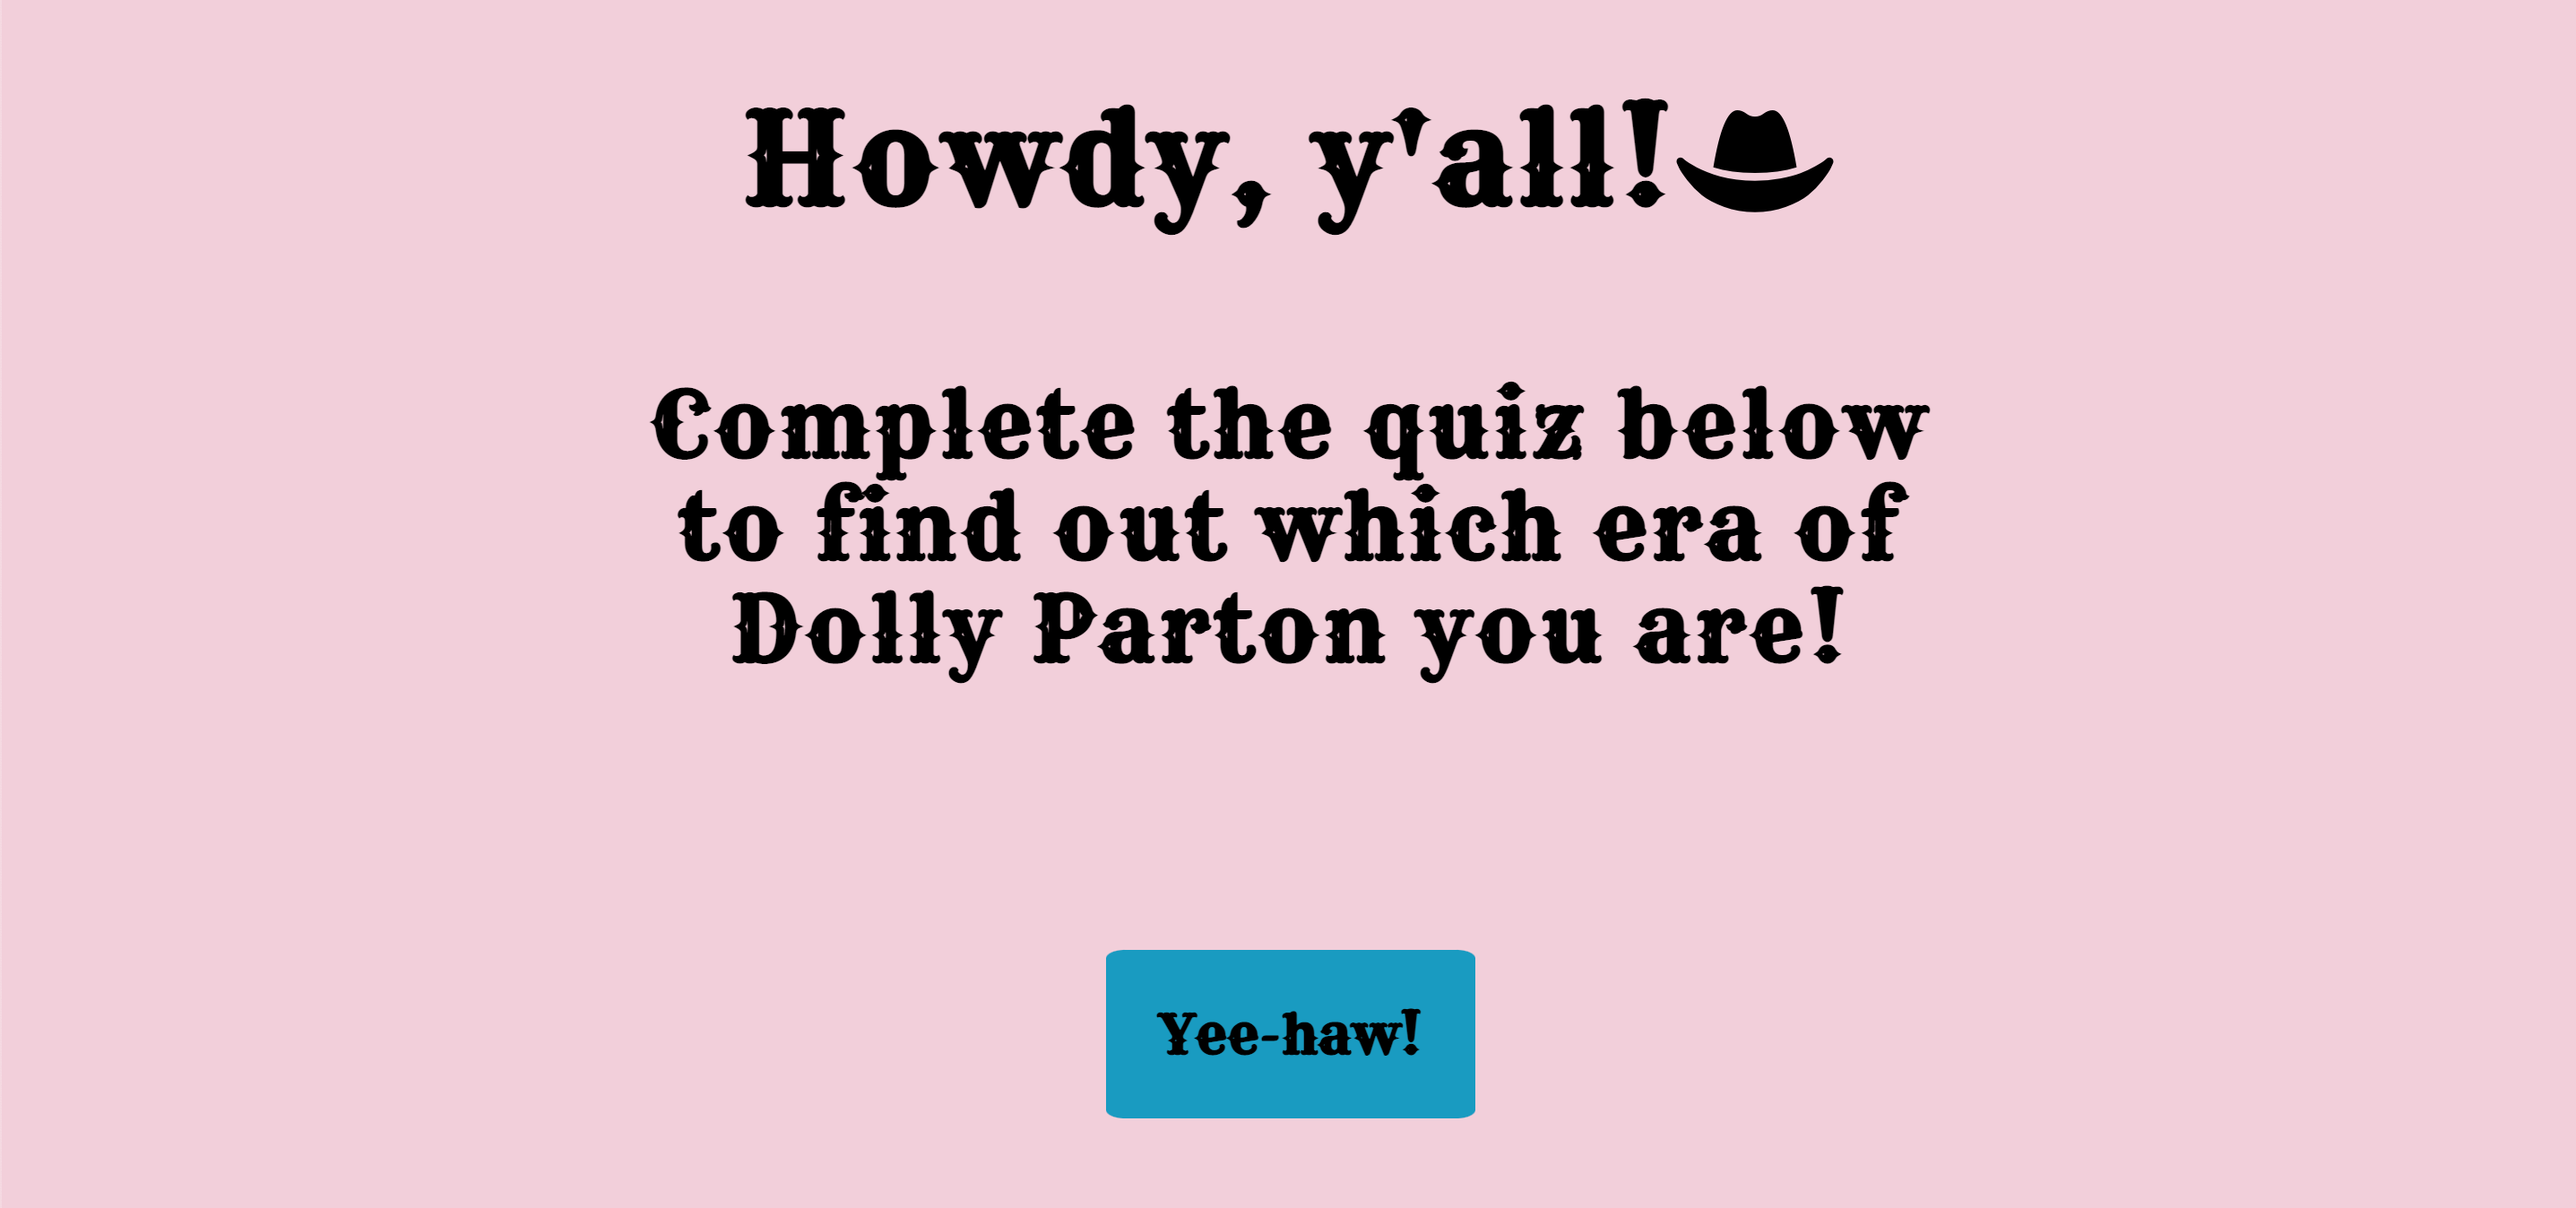 Howdy, y'all!
Complete the quiz below
to find out which era of
Dolly Parton you are!
Yee-haw!